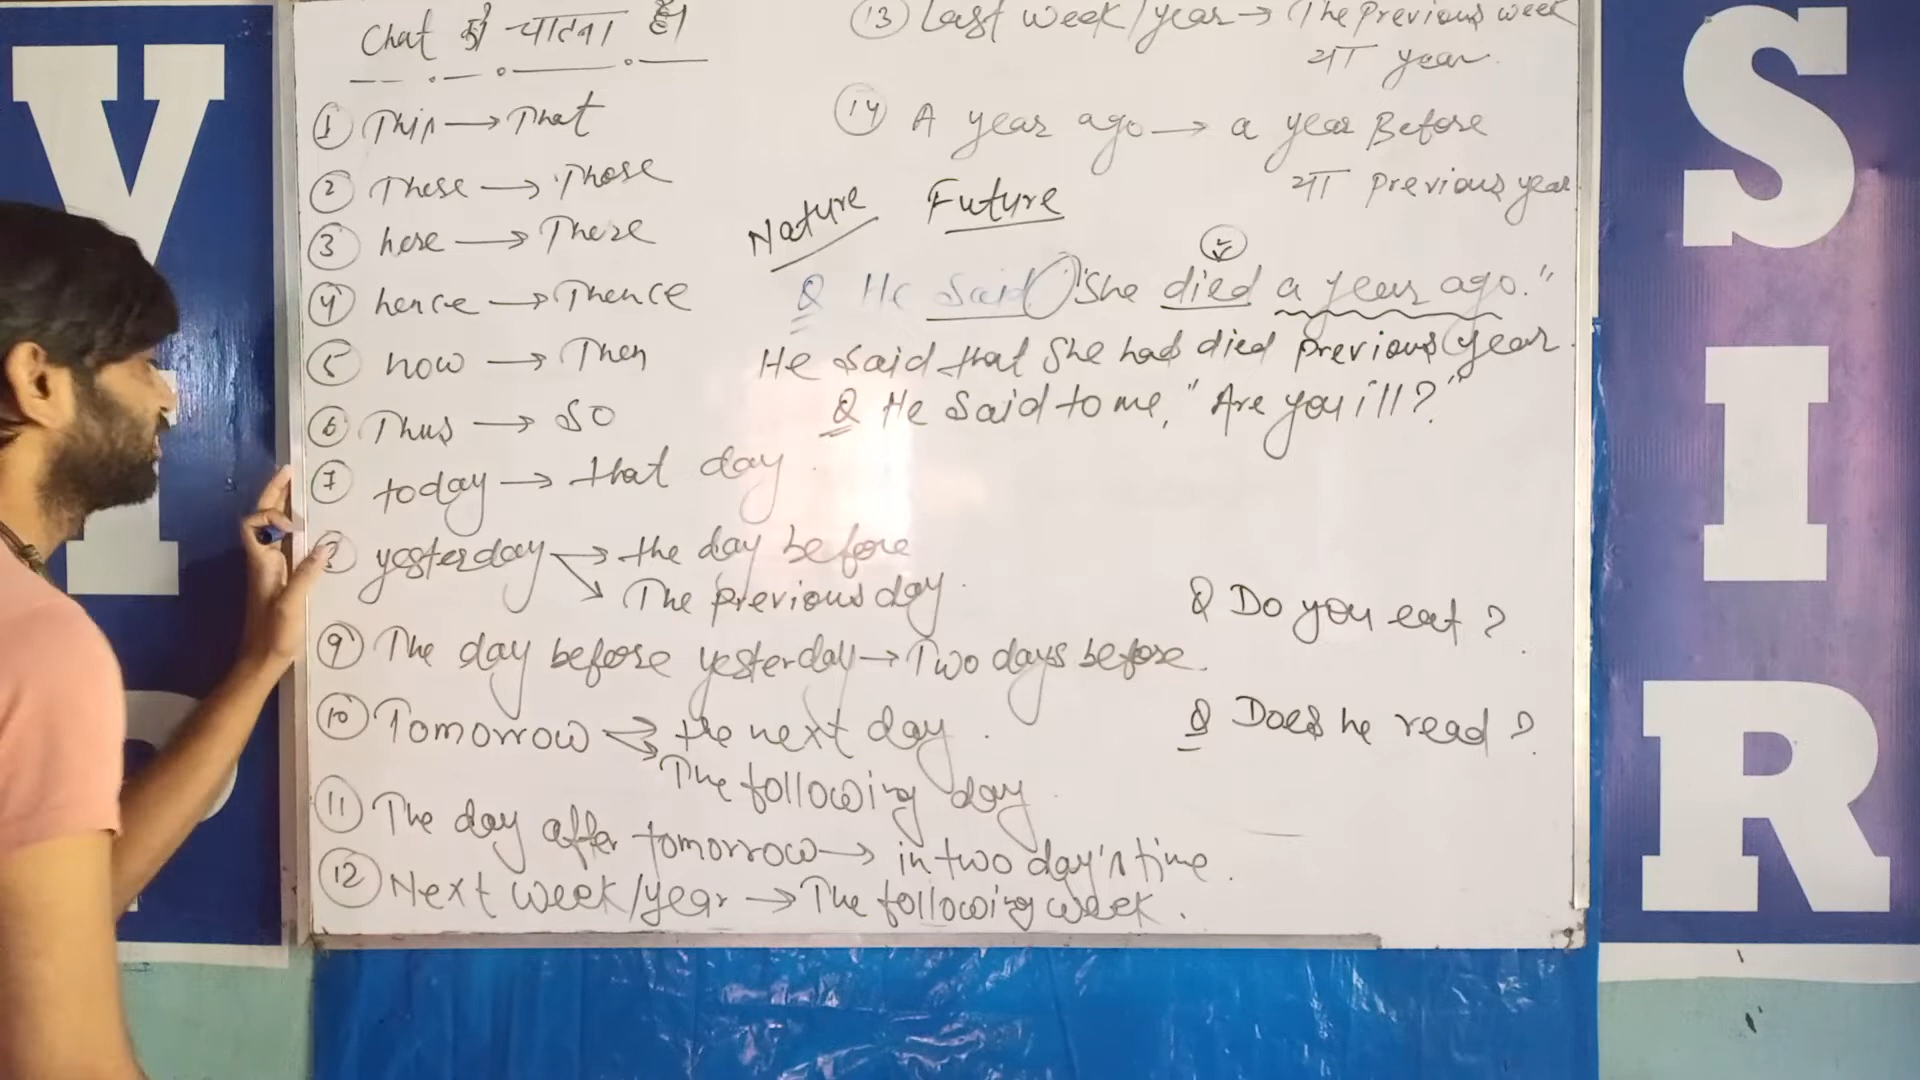 Chat को चाटना है।
① This → That
② These → Those
③ here → There
④ hence → Thence
⑤ now → Then
⑥ Thus → SO
⑦ today → that day
⑧ yesterday → the day before
→ The previous day.
⑨ The day before yesterday → Two days before.
⑩ Tomorrow → the next day.
→ The following day.
⑪ The day after tomorrow → in two day's time.
⑫ Next week/year → The following week.
⑬ Last week/year → The previous week
या year.
⑭ A year ago → a year Before
या Previous year
Nature Future
Q He said, "She died a year ago."
He said that She had died Previous year.
Q He said to me, "Are you ill?"
Q Do you eat?
Q Does he read?
V
S
I
R